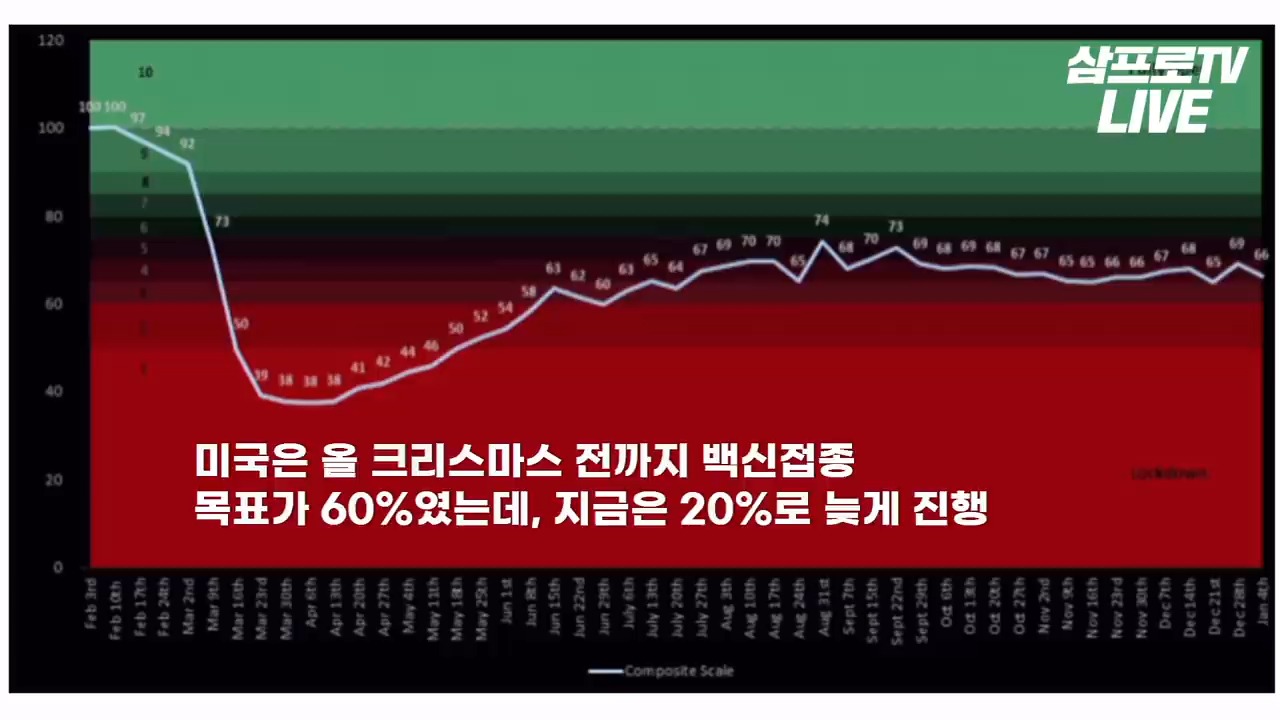 삼프로TV
LIVE
120
100
80
60
40
20
0
10
9
8
7
6
5
4
100 100 97 94 92 73 50 39 38 38 38 41 42 44 46 50 52 54 58 63 62 60 63 65 64 67 69 70 70 65 74 68 70 73 69 68 69 68 67 67 65 65 66 66 67 68 65 69 66
Lockdown
미국은 올 크리스마스 전까지 백신접종
목표가 60%였는데, 지금은 20%로 늦게 진행
Feb 3rd
Feb 10th
Feb 17th
Feb 24th
Mar 2nd
Mar 9th
Mar 16th
Mar 23rd
Mar 30th
Apr 6th
Apr 13th
Apr 20th
Apr 27th
May 4th
May 11th
May 18th
May 25th
Jun 1st
Jun 8th
Jun 15th
Jun 22nd
Jun 29th
July 6th
July 13th
July 20th
July 27th
Aug 3rd
Aug 10th
Aug 17th
Aug 24th
Aug 31st
Sept 7th
Sept 15th
Sept 22nd
Sept 29th
Oct 6th
Oct 13th
Oct 20th
Oct 27th
Nov 2nd
Nov 9th
Nov 16th
Nov 23rd
Nov 30th
Dec 7th
Dec 14th
Dec 21st
Dec 28th
Jan 4th
Composite Scale